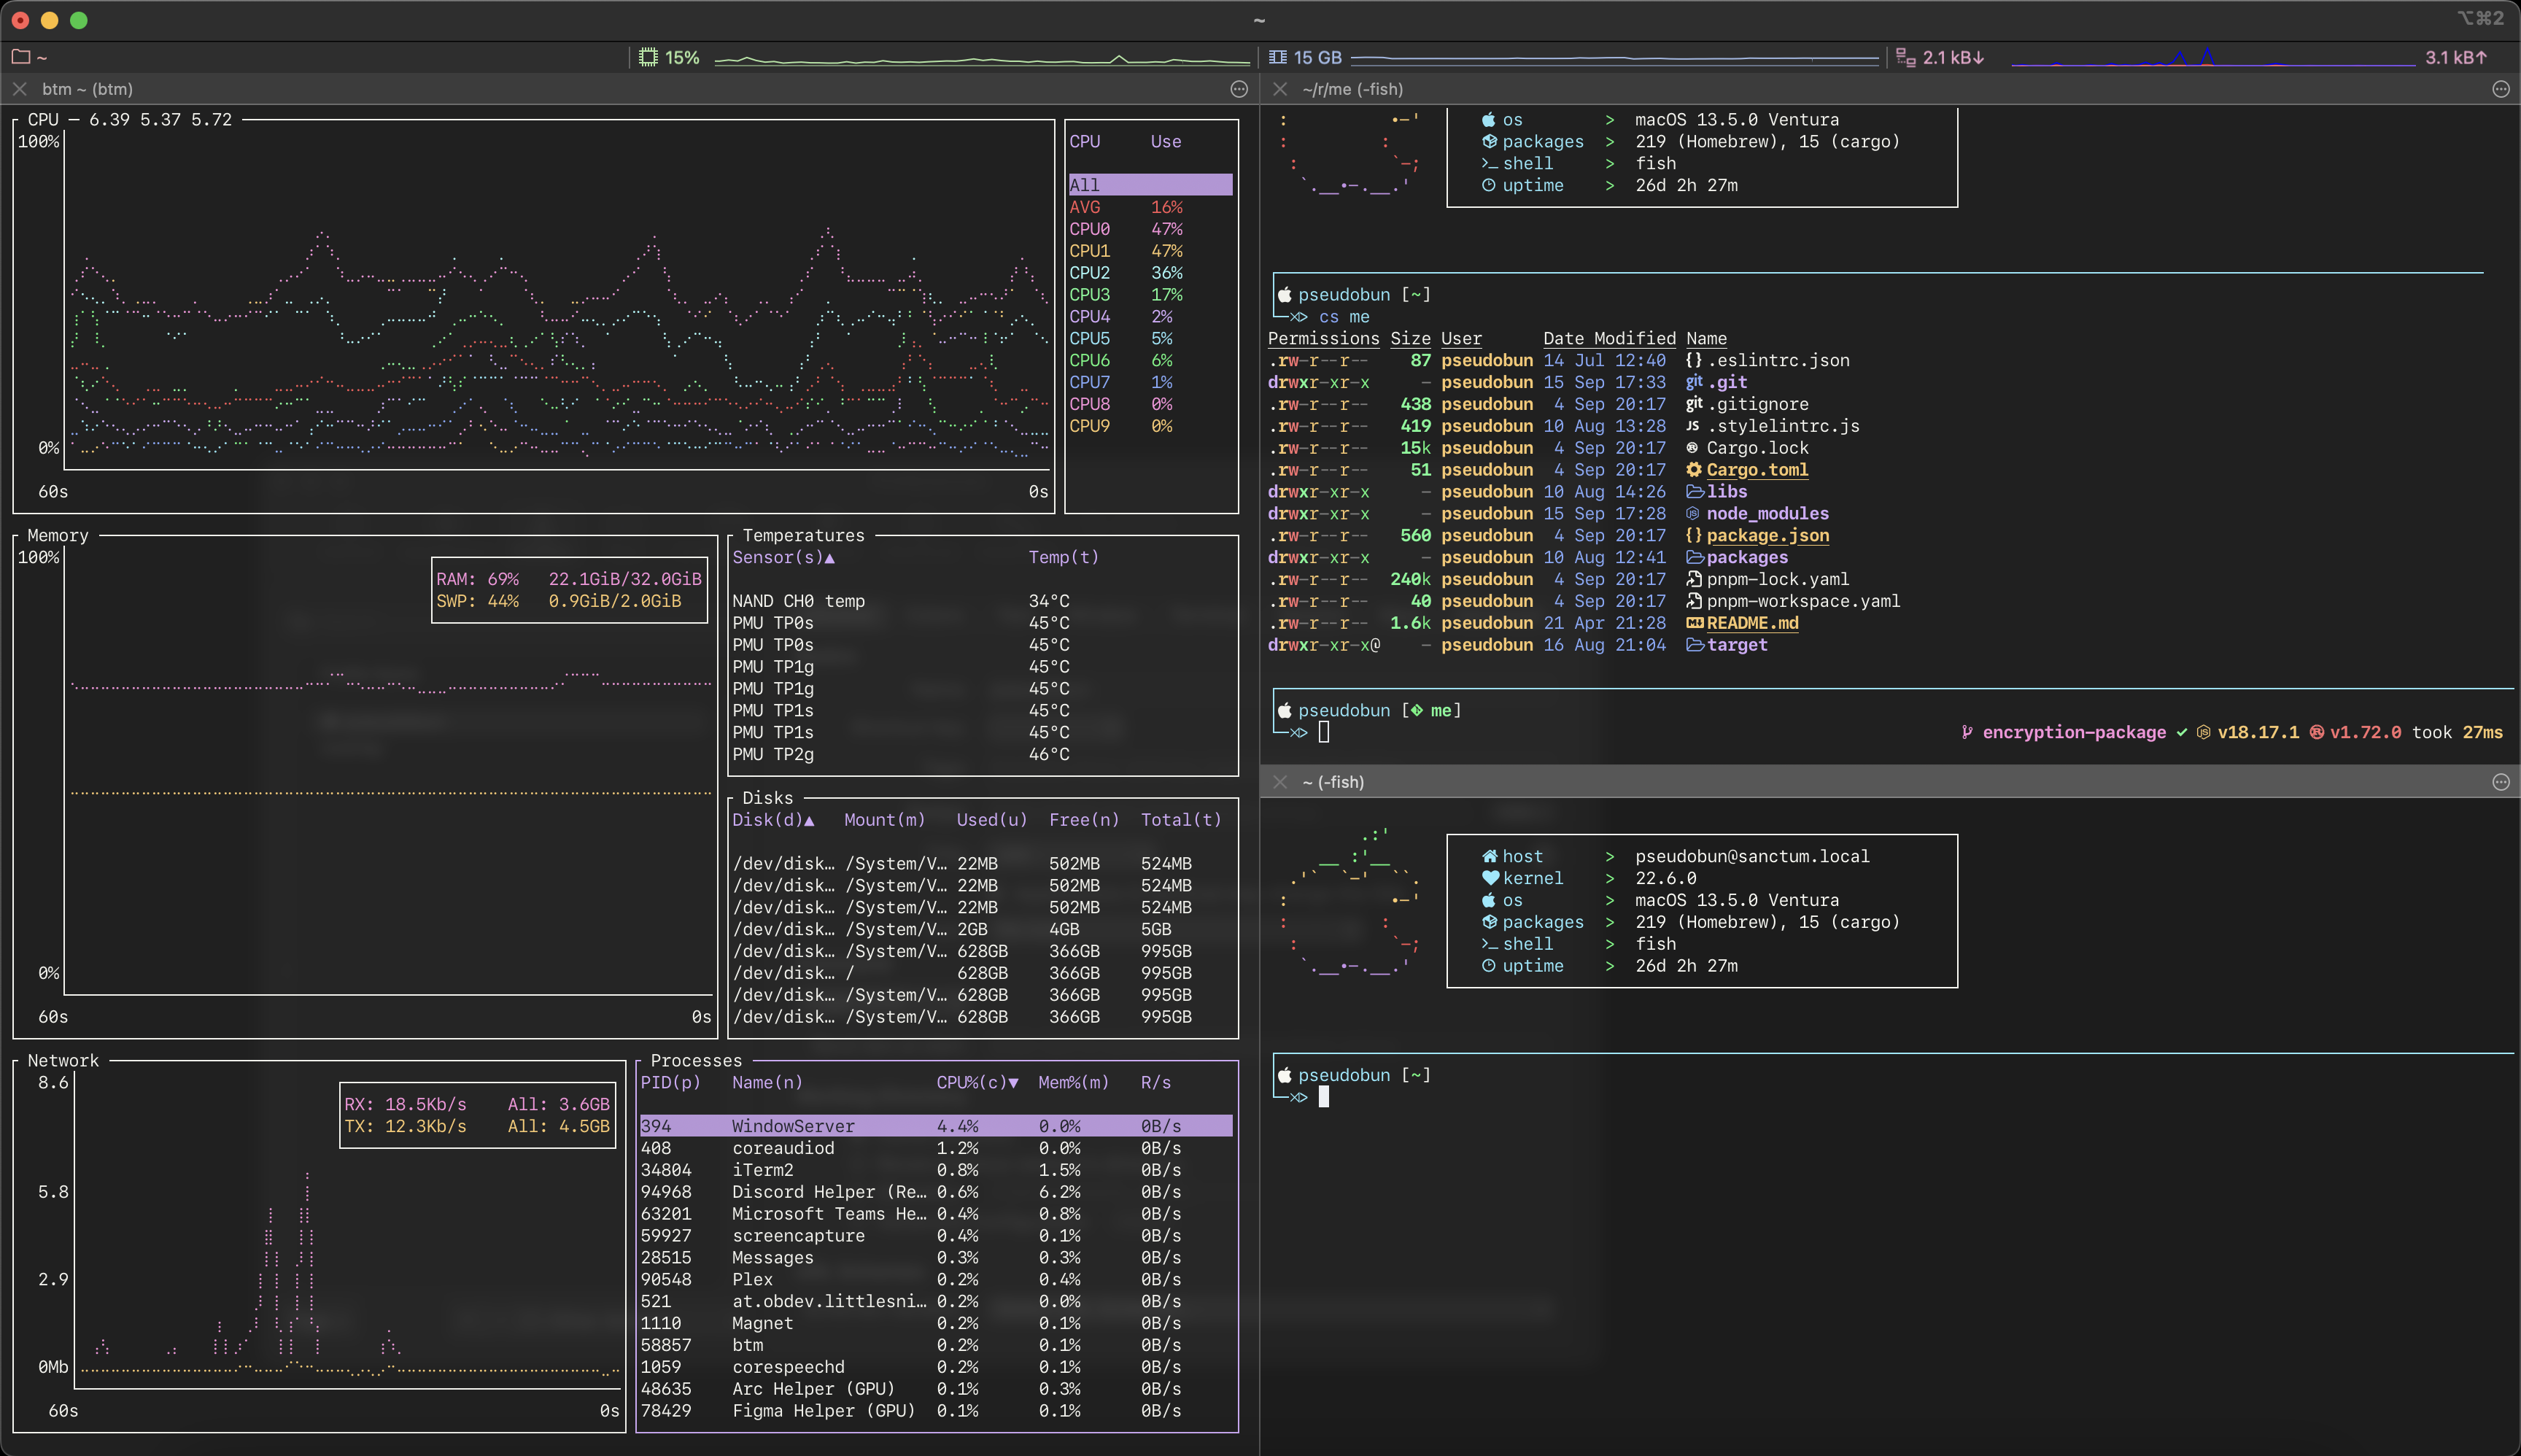 ~
⌥⌘2
~
15%
15 GB
2.1 kB↓
3.1 kB↑
btm ~ (btm)
CPU — 6.39 5.37 5.72
100%
0%
60s 0s
CPU Use
All
AVG 16%
CPU0 47%
CPU1 47%
CPU2 36%
CPU3 17%
CPU4 2%
CPU5 5%
CPU6 6%
CPU7 1%
CPU8 0%
CPU9 0%
Memory
100%
RAM: 69% 22.1GiB/32.0GiB
SWP: 44% 0.9GiB/2.0GiB
0%
60s 0s
Temperatures
Sensor(s)▲ Temp(t)
NAND CH0 temp 34°C
PMU TP0s 45°C
PMU TP0s 45°C
PMU TP1g 45°C
PMU TP1g 45°C
PMU TP1s 45°C
PMU TP1s 45°C
PMU TP2g 46°C
Disks
Disk(d)▲ Mount(m) Used(u) Free(n) Total(t)
/dev/disk… /System/V… 22MB 502MB 524MB
/dev/disk… /System/V… 22MB 502MB 524MB
/dev/disk… /System/V… 22MB 502MB 524MB
/dev/disk… /System/V… 2GB 4GB 5GB
/dev/disk… /System/V… 628GB 366GB 995GB
/dev/disk… / 628GB 366GB 995GB
/dev/disk… /System/V… 628GB 366GB 995GB
/dev/disk… /System/V… 628GB 366GB 995GB
Network
8.6
RX: 18.5Kb/s All: 3.6GB
TX: 12.3Kb/s All: 4.5GB
5.8
2.9
0Mb
60s 0s
Processes
PID(p) Name(n) CPU%(c)▼ Mem%(m) R/s
394 WindowServer 4.4% 0.0% 0B/s
408 coreaudiod 1.2% 0.0% 0B/s
34804 iTerm2 0.8% 1.5% 0B/s
94968 Discord Helper (Re… 0.6% 6.2% 0B/s
63201 Microsoft Teams He… 0.4% 0.8% 0B/s
59927 screencapture 0.4% 0.1% 0B/s
28515 Messages 0.3% 0.3% 0B/s
90548 Plex 0.2% 0.4% 0B/s
521 at.obdev.littlesni… 0.2% 0.0% 0B/s
1110 Magnet 0.2% 0.1% 0B/s
58857 btm 0.2% 0.1% 0B/s
1059 corespeechd 0.2% 0.1% 0B/s
48635 Arc Helper (GPU) 0.1% 0.3% 0B/s
78429 Figma Helper (GPU) 0.1% 0.1% 0B/s
~/r/me (-fish)
os > macOS 13.5.0 Ventura
packages > 219 (Homebrew), 15 (cargo)
shell > fish
uptime > 26d 2h 27m
pseudobun [~]
cs me
Permissions Size User Date Modified Name
.rw-r--r-- 87 pseudobun 14 Jul 12:40 {} .eslintrc.json
drwxr-xr-x - pseudobun 15 Sep 17:33 git .git
.rw-r--r-- 438 pseudobun 4 Sep 20:17 git .gitignore
.rw-r--r-- 419 pseudobun 10 Aug 13:28 JS .stylelintrc.js
.rw-r--r-- 15k pseudobun 4 Sep 20:17 Cargo.lock
.rw-r--r-- 51 pseudobun 4 Sep 20:17 Cargo.toml
drwxr-xr-x - pseudobun 10 Aug 14:26 libs
drwxr-xr-x - pseudobun 15 Sep 17:28 node_modules
.rw-r--r-- 560 pseudobun 4 Sep 20:17 {} package.json
drwxr-xr-x - pseudobun 10 Aug 12:41 packages
.rw-r--r-- 240k pseudobun 4 Sep 20:17 pnpm-lock.yaml
.rw-r--r-- 40 pseudobun 4 Sep 20:17 pnpm-workspace.yaml
.rw-r--r-- 1.6k pseudobun 21 Apr 21:28 README.md
drwxr-xr-x@ - pseudobun 16 Aug 21:04 target
pseudobun [ me]
encryption-package ✓ v18.17.1 v1.72.0 took 27ms
~ (-fish)
host > pseudobun@sanctum.local
kernel > 22.6.0
os > macOS 13.5.0 Ventura
packages > 219 (Homebrew), 15 (cargo)
shell > fish
uptime > 26d 2h 27m
pseudobun [~]